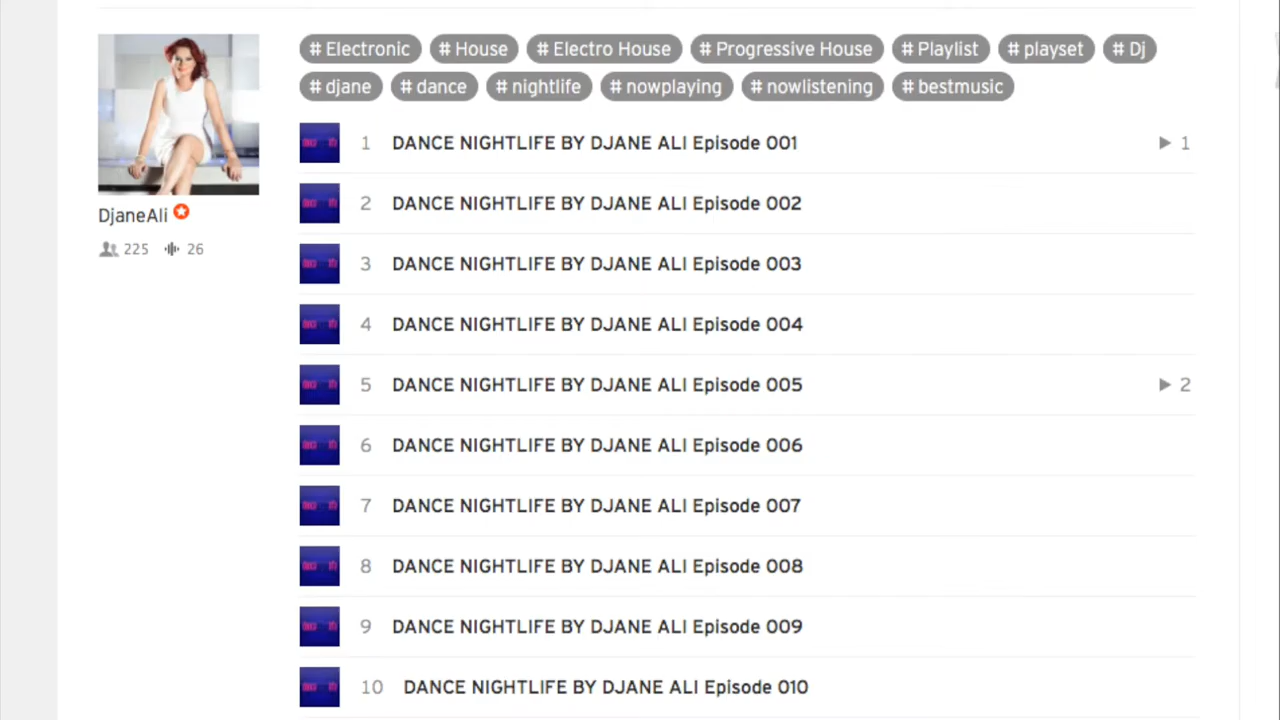 # Electronic # House # Electro House # Progressive House # Playlist # playset # Dj
# djane # dance # nightlife # nowplaying # nowlistening # bestmusic
DjaneAli
225 26
1 DANCE NIGHTLIFE BY DJANE ALI Episode 001 1
2 DANCE NIGHTLIFE BY DJANE ALI Episode 002
3 DANCE NIGHTLIFE BY DJANE ALI Episode 003
4 DANCE NIGHTLIFE BY DJANE ALI Episode 004
5 DANCE NIGHTLIFE BY DJANE ALI Episode 005 2
6 DANCE NIGHTLIFE BY DJANE ALI Episode 006
7 DANCE NIGHTLIFE BY DJANE ALI Episode 007
8 DANCE NIGHTLIFE BY DJANE ALI Episode 008
9 DANCE NIGHTLIFE BY DJANE ALI Episode 009
10 DANCE NIGHTLIFE BY DJANE ALI Episode 010